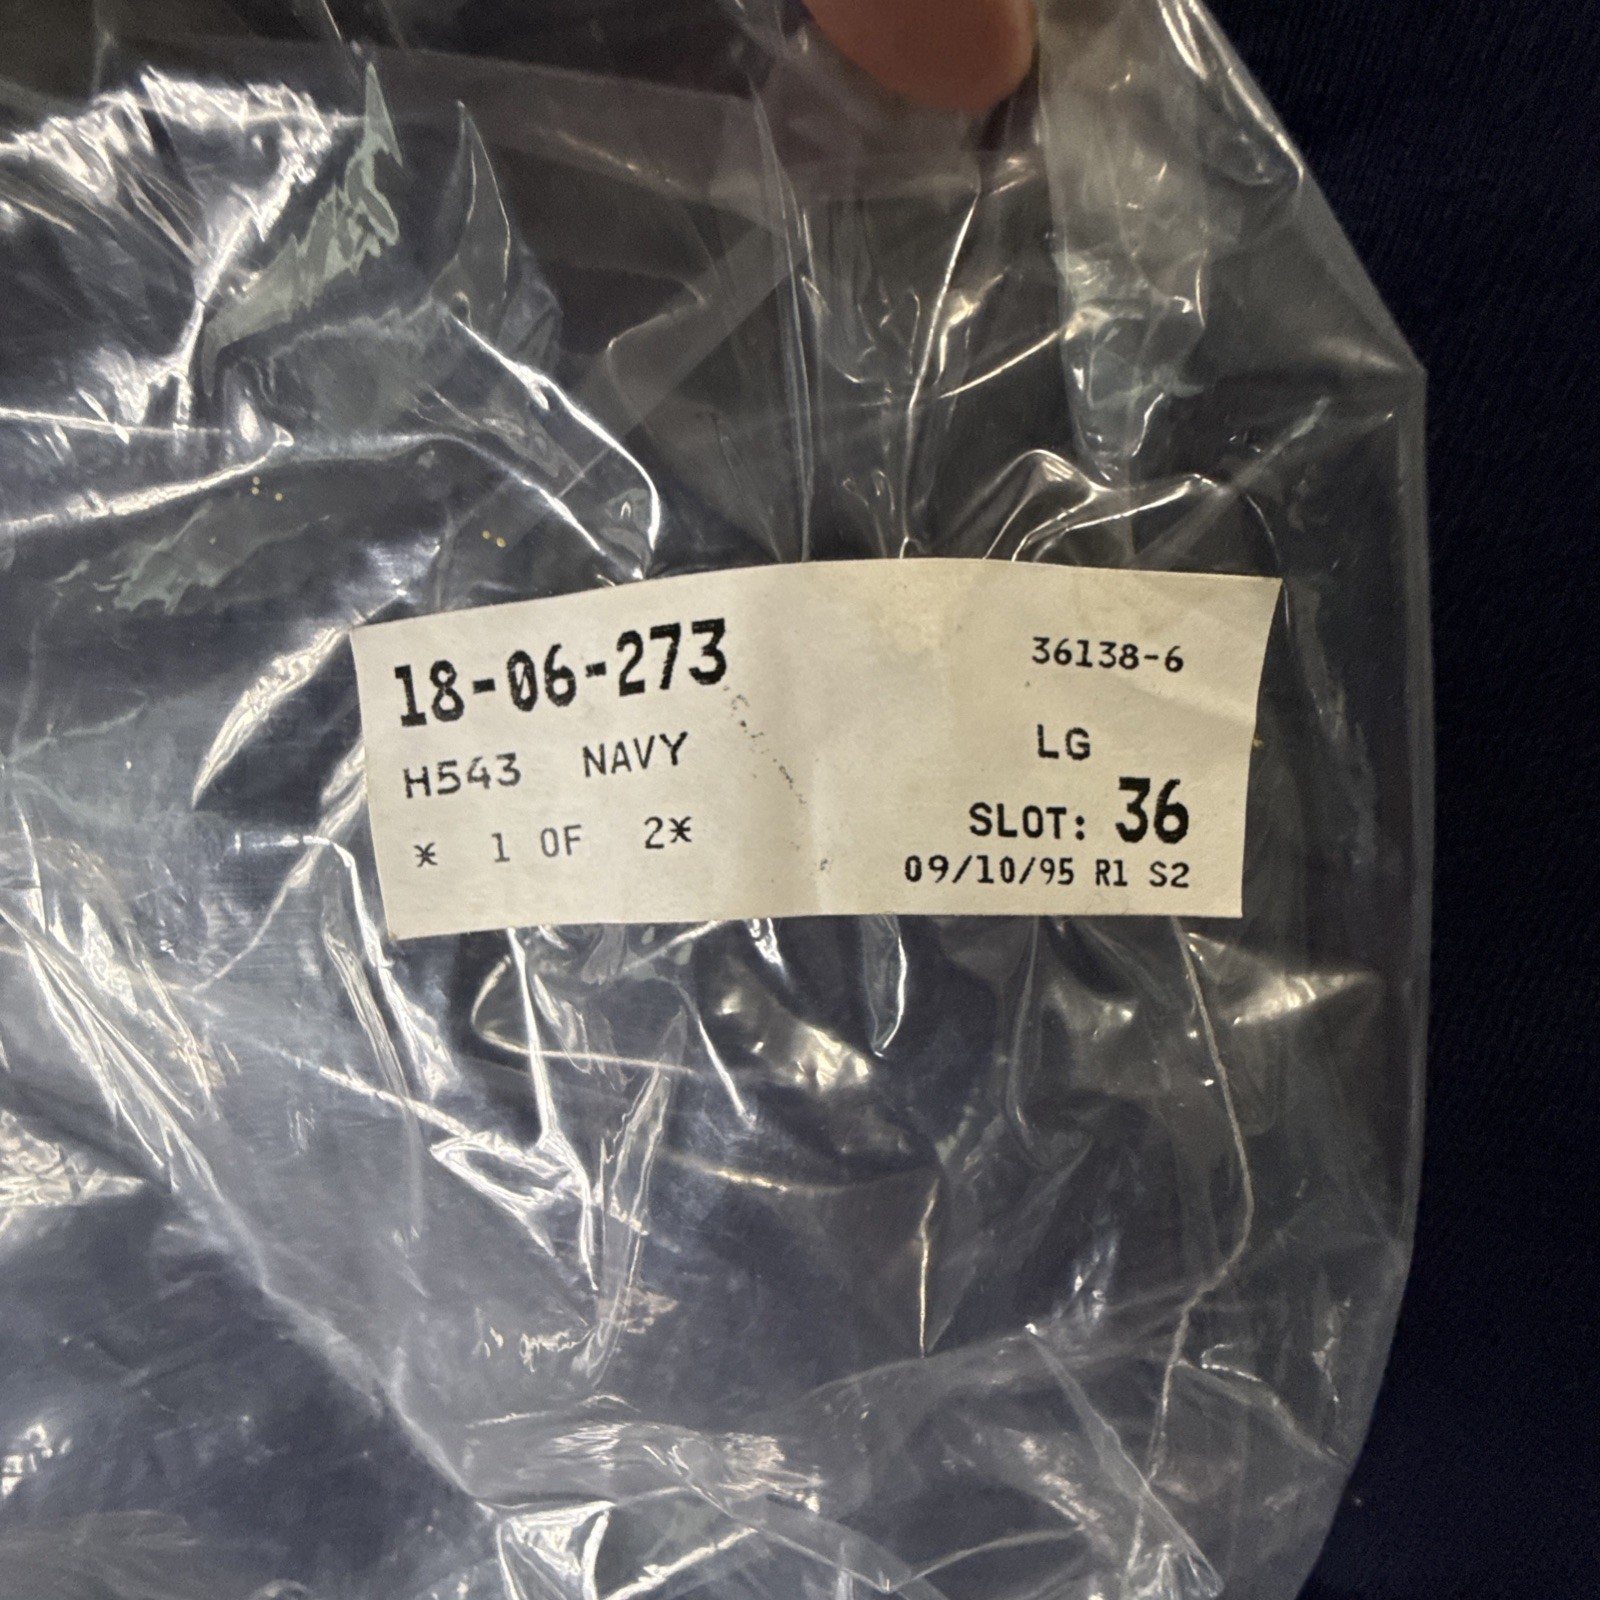 18-06-273
36138-6
H543 NAVY
LG
* 1 OF 2*
SLOT: 36
09/10/95 R1 S2